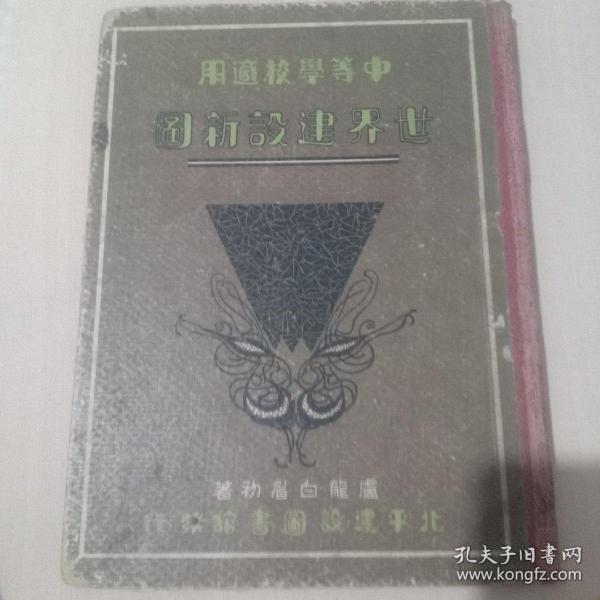 中等學校適用
世界建設新圖
盧龍白眉初著
北平建設圖書館發行
孔夫子旧书网
www.kongfz.com